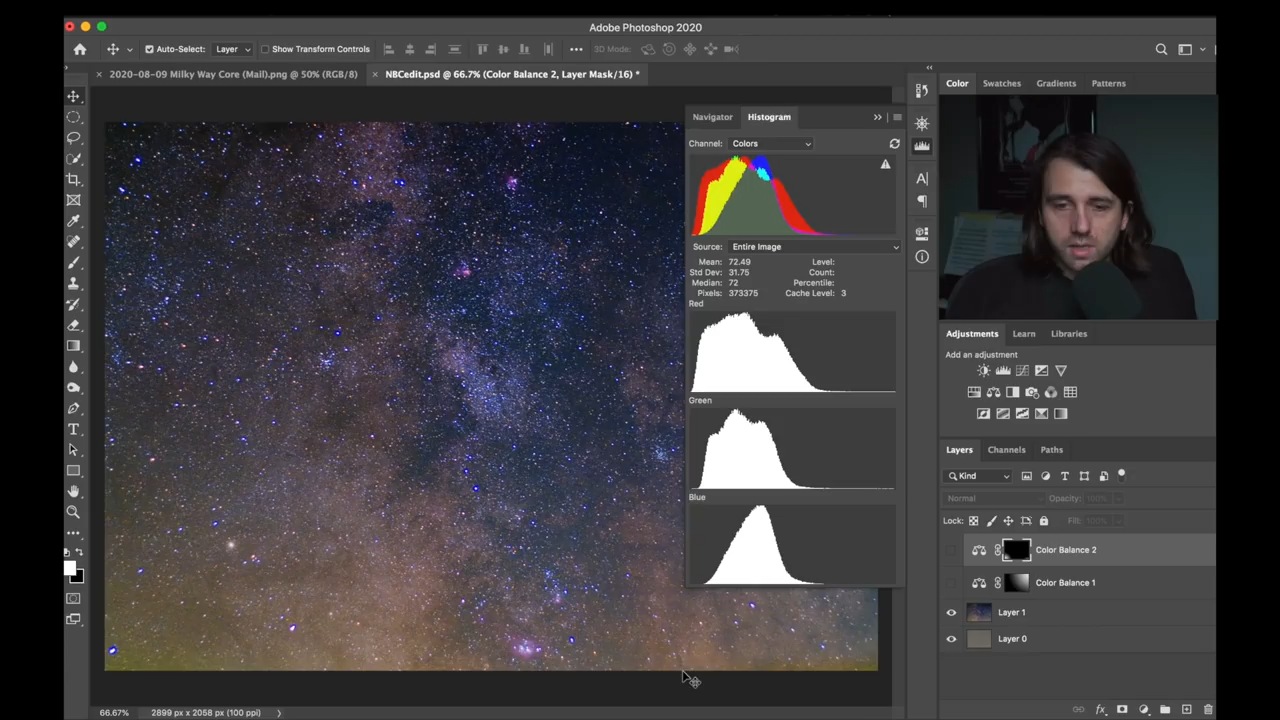 Adobe Photoshop 2020
Auto-Select: Layer Show Transform Controls 3D Mode:
2020-08-09 Milky Way Core (Mail).png @ 50% (RGB/8) NBCedit.psd @ 66.7% (Color Balance 2, Layer Mask/16) *
Color Swatches Gradients Patterns
Navigator Histogram
Channel: Colors
Source: Entire Image
Mean: 72.49 Level:
Std Dev: 31.75 Count:
Median: 72 Percentile:
Pixels: 373375 Cache Level: 3
Red
Green
Blue
Adjustments Learn Libraries
Add an adjustment
Layers Channels Paths
Kind
Normal Opacity: 100%
Lock: Fill: 100%
Color Balance 2
Color Balance 1
Layer 1
Layer 0
66.67% 2899 px x 2058 px (100 ppi)